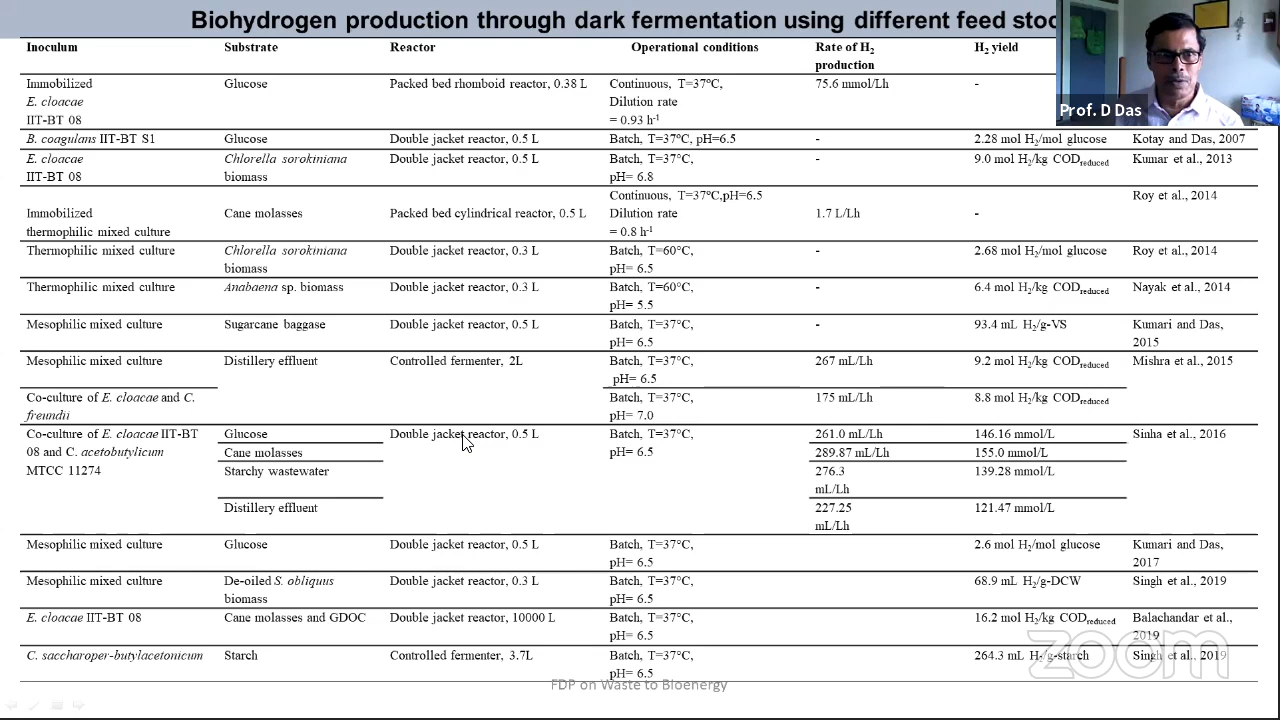 Biohydrogen production through dark fermentation using different feed stoc
Prof. D Das
Inoculum Substrate Reactor Operational conditions Rate of H2 H2 yield
production
Immobilized Glucose Packed bed rhomboid reactor, 0.38 L Continuous, T=37°C, 75.6 mmol/Lh -
E. cloacae Dilution rate
IIT-BT 08 = 0.93 h-1
B. coagulans IIT-BT S1 Glucose Double jacket reactor, 0.5 L Batch, T=37°C, pH=6.5 - 2.28 mol H2/mol glucose Kotay and Das, 2007
E. cloacae Chlorella sorokiniana Double jacket reactor, 0.5 L Batch, T=37°C, - 9.0 mol H2/kg CODreduced Kumar et al., 2013
IIT-BT 08 biomass pH= 6.8
Continuous, T=37°C,pH=6.5 Roy et al., 2014
Immobilized Cane molasses Packed bed cylindrical reactor, 0.5 L Dilution rate 1.7 L/Lh -
thermophilic mixed culture = 0.8 h-1
Thermophilic mixed culture Chlorella sorokiniana Double jacket reactor, 0.3 L Batch, T=60°C, - 2.68 mol H2/mol glucose Roy et al., 2014
biomass pH= 6.5
Thermophilic mixed culture Anabaena sp. biomass Double jacket reactor, 0.3 L Batch, T=60°C, - 6.4 mol H2/kg CODreduced Nayak et al., 2014
pH= 5.5
Mesophilic mixed culture Sugarcane baggase Double jacket reactor, 0.5 L Batch, T=37°C, - 93.4 mL H2/g-VS Kumari and Das,
pH= 6.5 2015
Mesophilic mixed culture Distillery effluent Controlled fermenter, 2L Batch, T=37°C, 267 mL/Lh 9.2 mol H2/kg CODreduced Mishra et al., 2015
pH= 6.5
Co-culture of E. cloacae and C. Batch, T=37°C, 175 mL/Lh 8.8 mol H2/kg CODreduced
freundii pH= 7.0
Co-culture of E. cloacae IIT-BT Glucose Double jacket reactor, 0.5 L Batch, T=37°C, 261.0 mL/Lh 146.16 mmol/L Sinha et al., 2016
08 and C. acetobutylicum Cane molasses pH= 6.5 289.87 mL/Lh 155.0 mmol/L
MTCC 11274 Starchy wastewater 276.3 139.28 mmol/L
mL/Lh
Distillery effluent 227.25 121.47 mmol/L
mL/Lh
Mesophilic mixed culture Glucose Double jacket reactor, 0.5 L Batch, T=37°C, 2.6 mol H2/mol glucose Kumari and Das,
pH= 6.5 2017
Mesophilic mixed culture De-oiled S. obliquus Double jacket reactor, 0.3 L Batch, T=37°C, 68.9 mL H2/g-DCW Singh et al., 2019
biomass pH= 6.5
E. cloacae IIT-BT 08 Cane molasses and GDOC Double jacket reactor, 10000 L Batch, T=37°C, 16.2 mol H2/kg CODreduced Balachandar et al.,
pH= 6.5 2019
C. saccharoper-butylacetonicum Starch Controlled fermenter, 3.7L Batch, T=37°C, 264.3 mL H2/g-starch Singh et al., 2019
pH= 6.5
zoom
FDP on Waste to Bioenergy